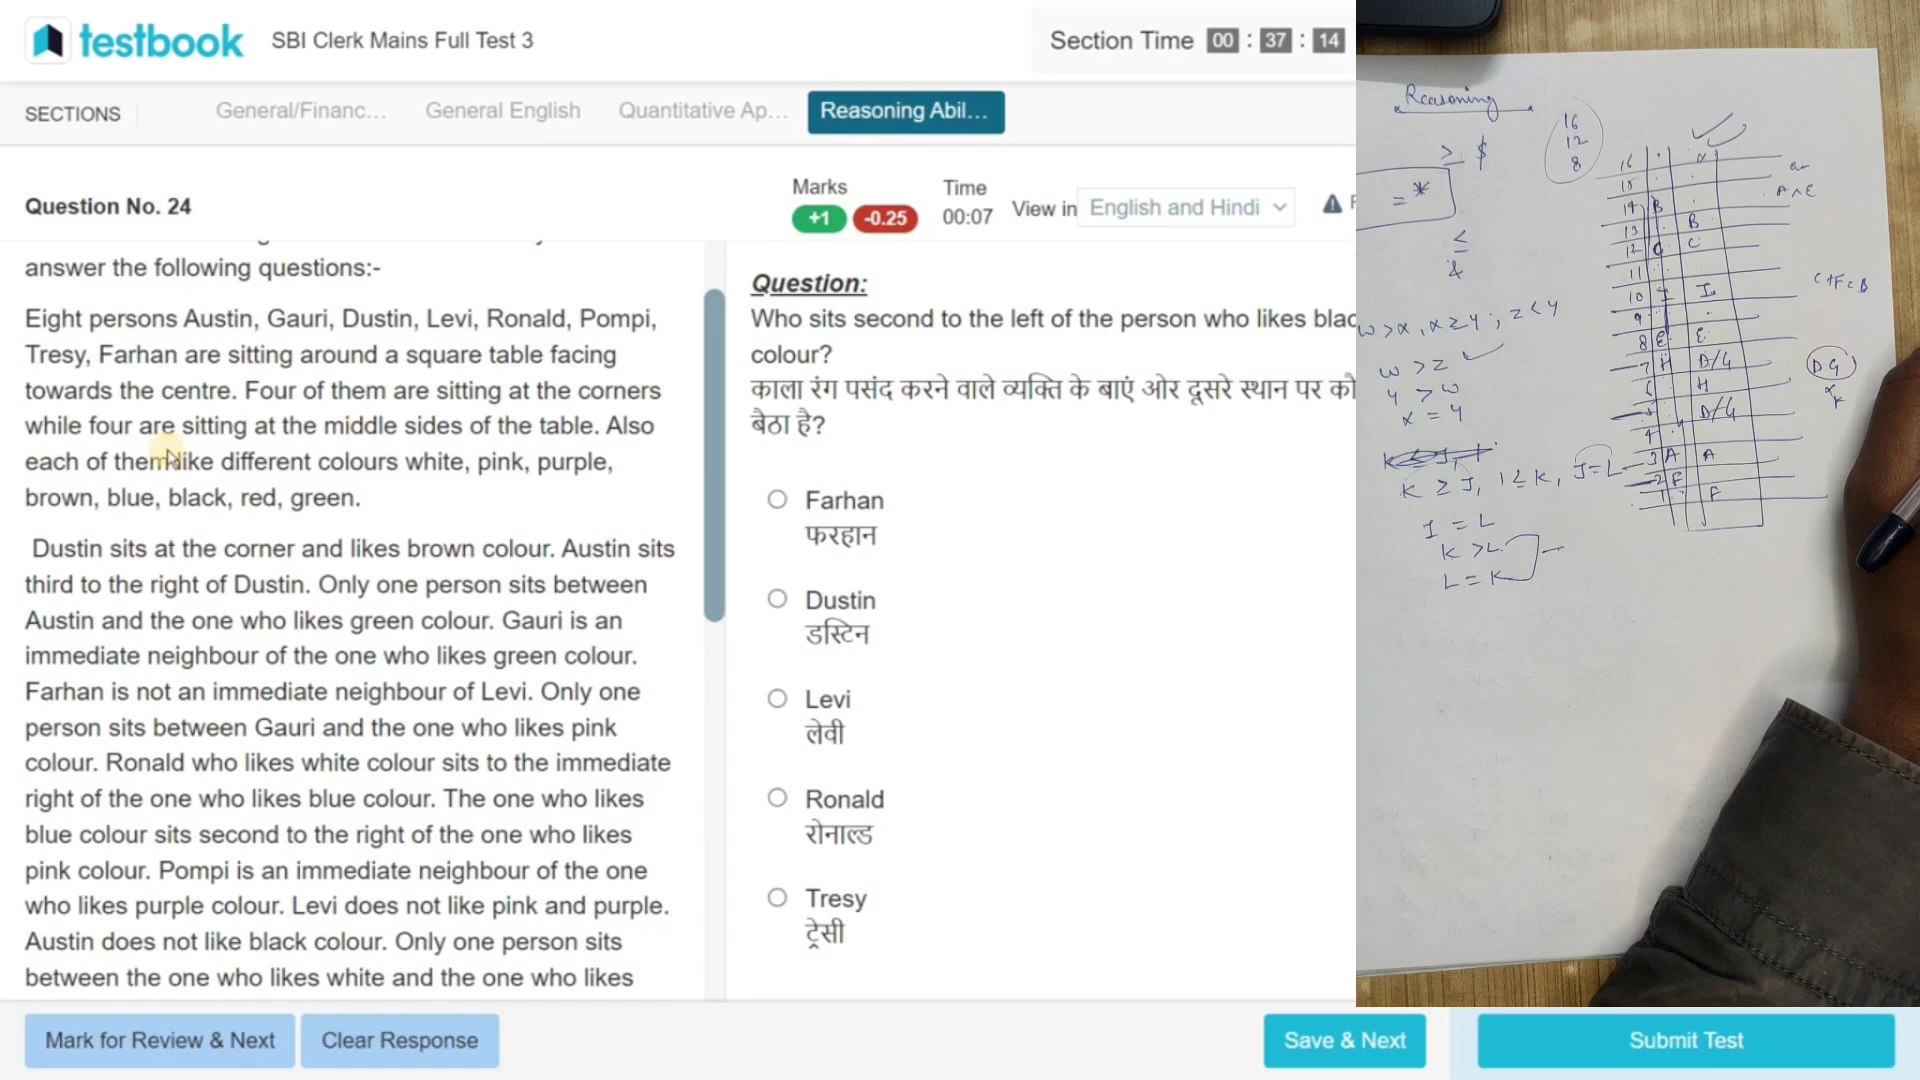 testbook
SBI Clerk Mains Full Test 3
Section Time 00 : 37 : 14
SECTIONS
General/Financ...
General English
Quantitative Ap...
Reasoning Abil...
Question No. 24
Marks
+1 -0.25
Time
00:07
View in English and Hindi
answer the following questions:-
Eight persons Austin, Gauri, Dustin, Levi, Ronald, Pompi,
Tresy, Farhan are sitting around a square table facing
towards the centre. Four of them are sitting at the corners
while four are sitting at the middle sides of the table. Also
each of them like different colours white, pink, purple,
brown, blue, black, red, green.
Dustin sits at the corner and likes brown colour. Austin sits
third to the right of Dustin. Only one person sits between
Austin and the one who likes green colour. Gauri is an
immediate neighbour of the one who likes green colour.
Farhan is not an immediate neighbour of Levi. Only one
person sits between Gauri and the one who likes pink
colour. Ronald who likes white colour sits to the immediate
right of the one who likes blue colour. The one who likes
blue colour sits second to the right of the one who likes
pink colour. Pompi is an immediate neighbour of the one
who likes purple colour. Levi does not like pink and purple.
Austin does not like black colour. Only one person sits
between the one who likes white and the one who likes
Question:
Who sits second to the left of the person who likes blac
colour?
काला रंग पसंद करने वाले व्यक्ति के बाएं ओर दूसरे स्थान पर को
बैठा है?
Farhan
फरहान
Dustin
डस्टिन
Levi
लेवी
Ronald
रोनाल्ड
Tresy
ट्रेसी
Mark for Review & Next
Clear Response
Save & Next
Submit Test
Reasoning
16
12
8
≥ $
= *
≤
&
W > X, X ≥ Y, Z < Y
W > Z
Y > W
X = Y
K ≥ J, I ≤ K, J = L
I = L
K > L
L = K